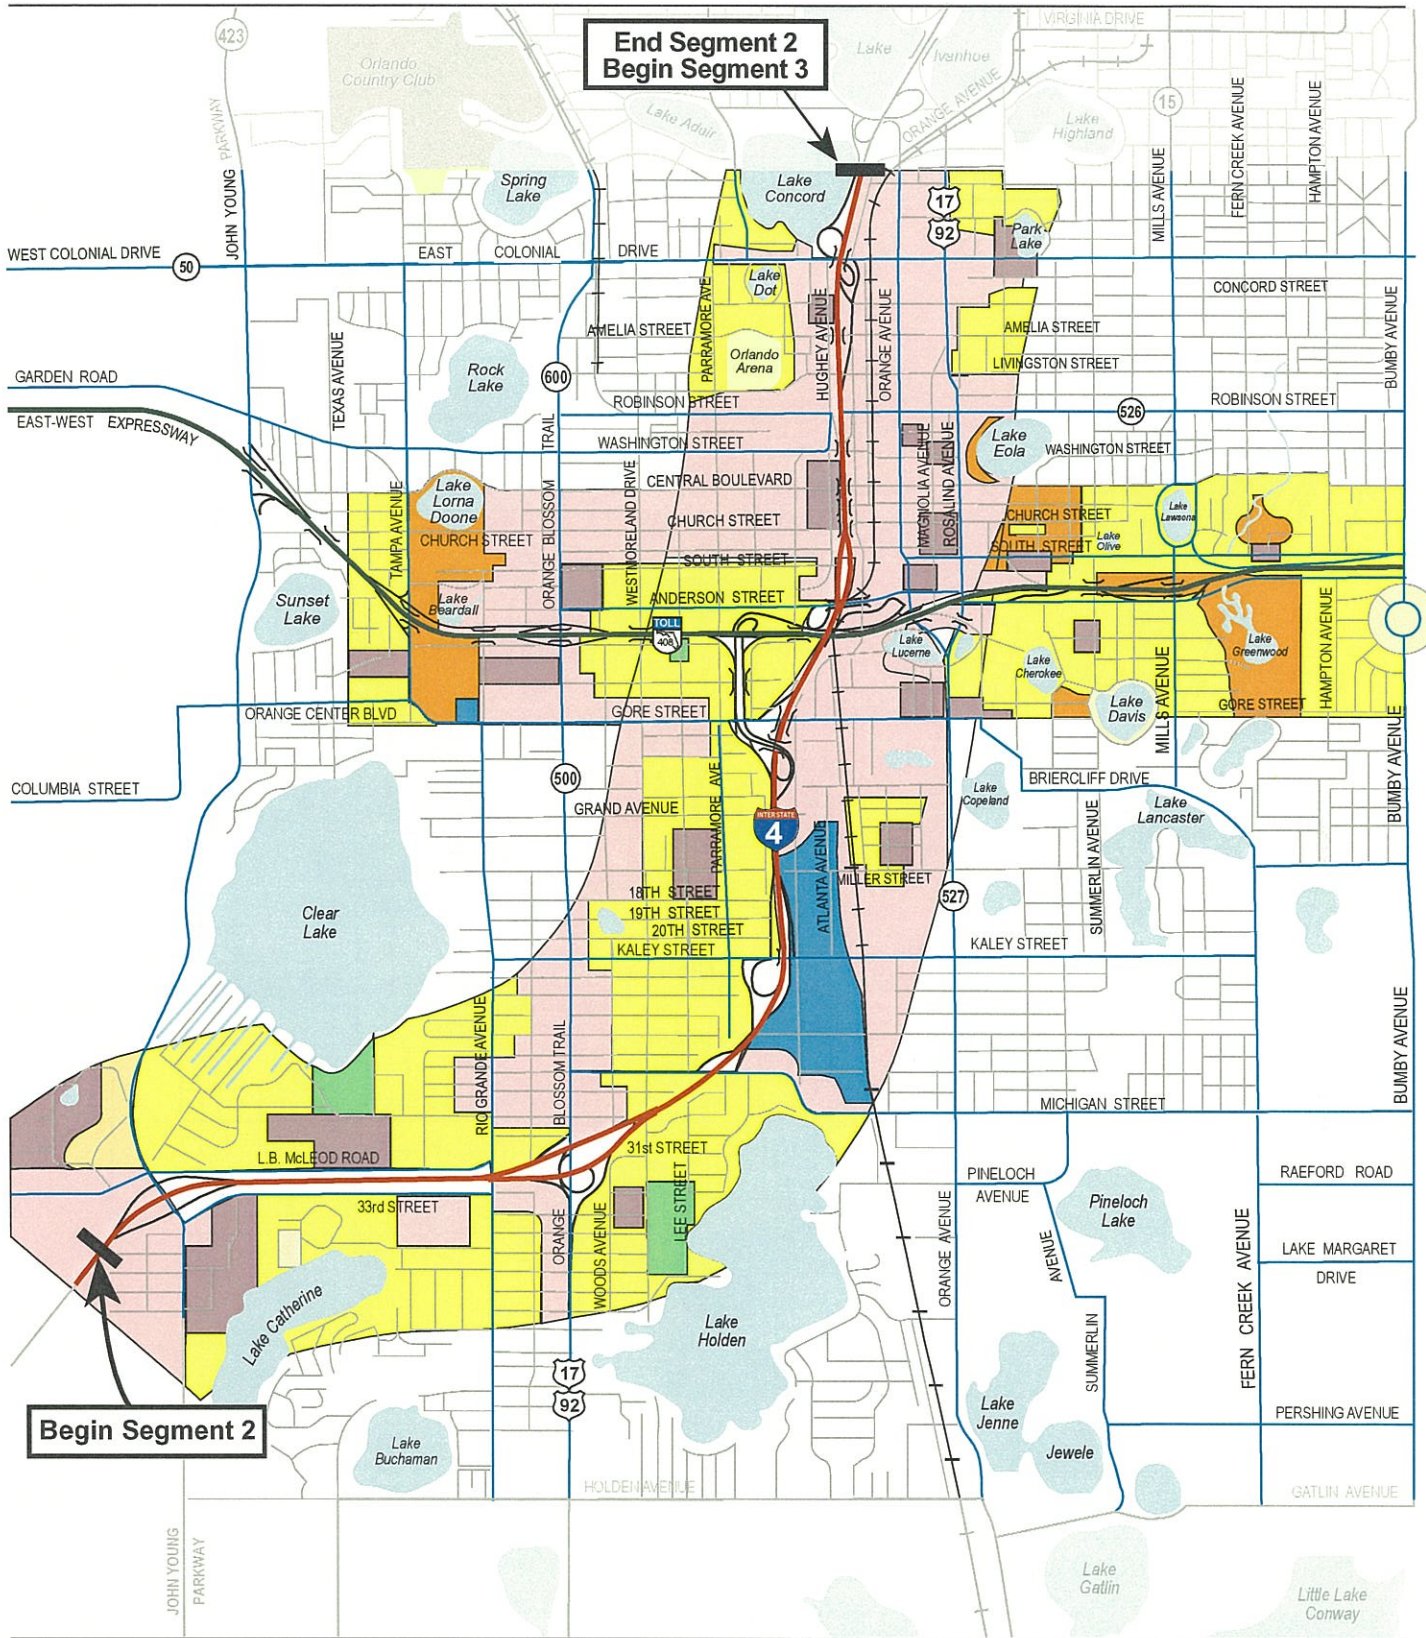 End Segment 2
Begin Segment 3
VIRGINIA DRIVE
423
Orlando
Country Club
Lake
Ivanhoe
ORANGE AVENUE
15
Lake Aduir
Lake
Highland
JOHN YOUNG PARKWAY
FERN CREEK AVENUE
HAMPTON AVENUE
MILLS AVENUE
Spring
Lake
Lake
Concord
17
92
Park
Lake
WEST COLONIAL DRIVE
50
EAST COLONIAL DRIVE
Lake
Dot
CONCORD STREET
PARRAMORE AVE
HUGHEY AVENUE
ORANGE AVENUE
BUMBY AVENUE
AMELIA STREET
AMELIA STREET
TEXAS AVENUE
Rock
Lake
Orlando
Arena
LIVINGSTON STREET
GARDEN ROAD
600
ROBINSON STREET
526
ROBINSON STREET
EAST-WEST EXPRESSWAY
WASHINGTON STREET
Lake
Eola
WASHINGTON STREET
TRAIL
CENTRAL BOULEVARD
MAGNOLIA AVENUE
ROSALIND AVENUE
Lake
Lorna
Doone
TAMPA AVENUE
ORANGE BLOSSOM
WESTMORELAND DRIVE
CHURCH STREET
CHURCH STREET
CHURCH STREET
Lake
Lawsona
Lake
Olive
SOUTH STREET
SOUTH STREET
Sunset
Lake
Lake
Beardall
ANDERSON STREET
TOLL
408
Lake
Lucerne
Lake
Cherokee
Lake
Greenwood
HAMPTON AVENUE
Lake
Davis
MILLS AVENUE
ORANGE CENTER BLVD
GORE STREET
GORE STREET
BUMBY AVENUE
COLUMBIA STREET
500
BRIERCLIFF DRIVE
Lake
Copeland
Lake
Lancaster
GRAND AVENUE
PARRAMORE AVE
INTERSTATE
4
ATLANTA AVENUE
SUMMERLIN AVENUE
MILLER STREET
18TH STREET
527
Clear
Lake
19TH STREET
20TH STREET
KALEY STREET
KALEY STREET
RIO GRANDE AVENUE
BLOSSOM TRAIL
BUMBY AVENUE
MICHIGAN STREET
31st STREET
L.B. McLEOD ROAD
PINELOCH
AVENUE
RAEFORD ROAD
33rd STREET
LEE STREET
WOODS AVENUE
ORANGE
ORANGE AVENUE
AVENUE
Pineloch
Lake
FERN CREEK AVENUE
LAKE MARGARET
DRIVE
Lake Catherine
Lake
Holden
SUMMERLIN
17
92
Lake
Jenne
PERSHING AVENUE
Begin Segment 2
Lake
Buchaman
Jewele
HOLDEN AVENUE
GATLIN AVENUE
JOHN YOUNG
PARKWAY
Lake
Gatlin
Little Lake
Conway